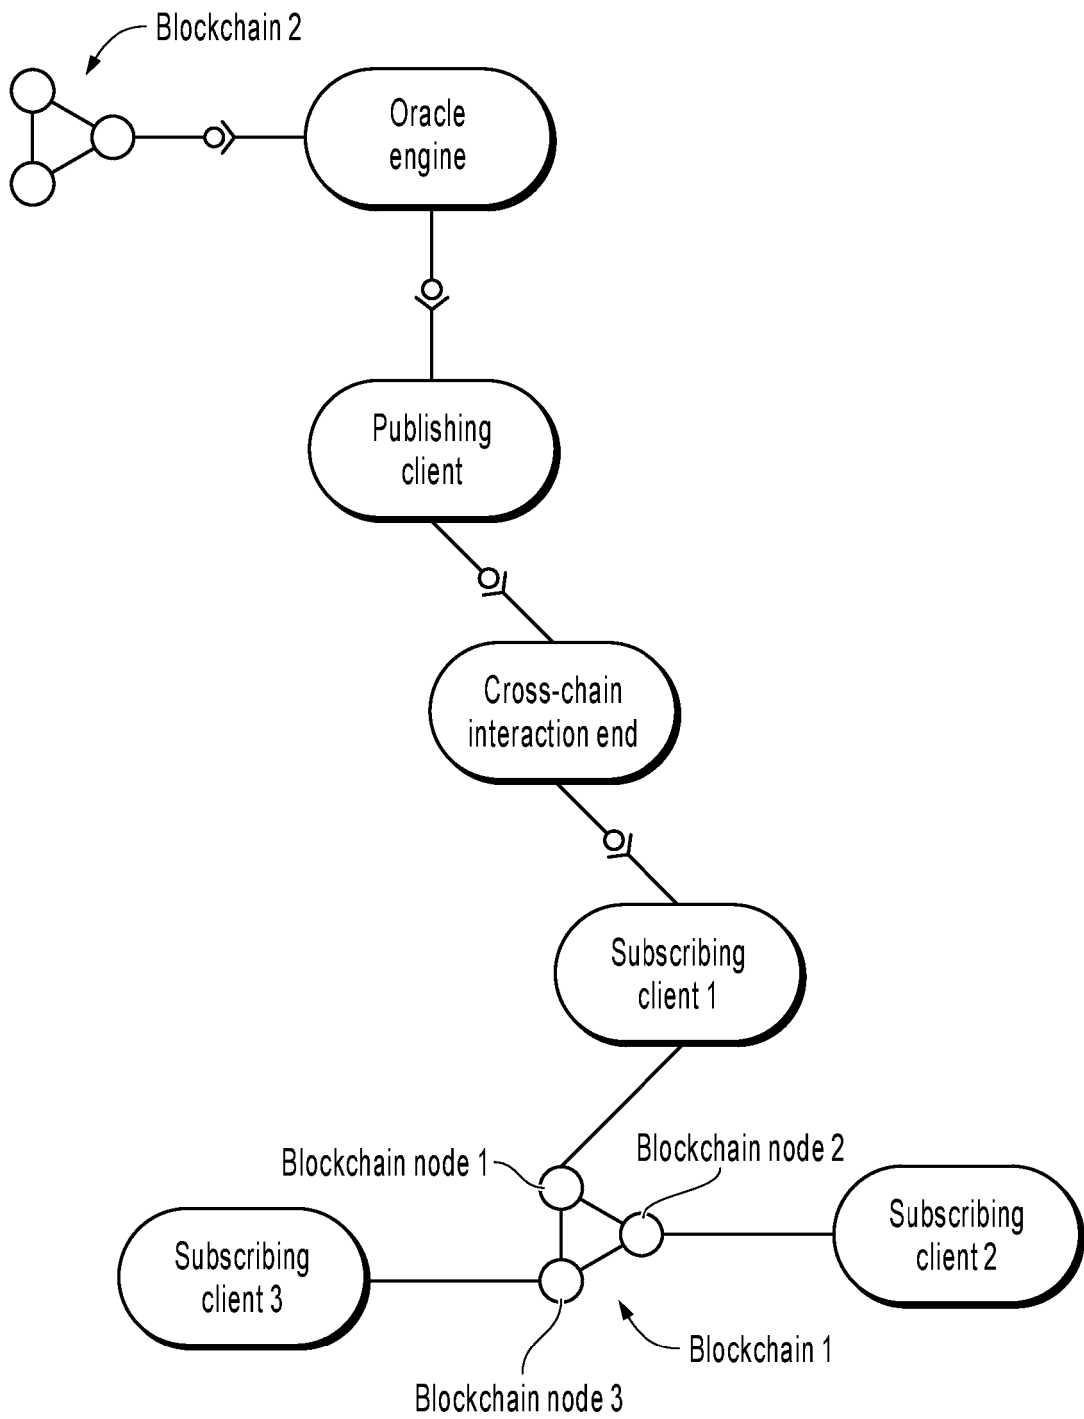 Blockchain 2
Oracle
engine
Publishing
client
Cross-chain
interaction end
Subscribing
client 1
Blockchain node 1
Blockchain node 2
Subscribing
client 2
Subscribing
client 3
Blockchain 1
Blockchain node 3